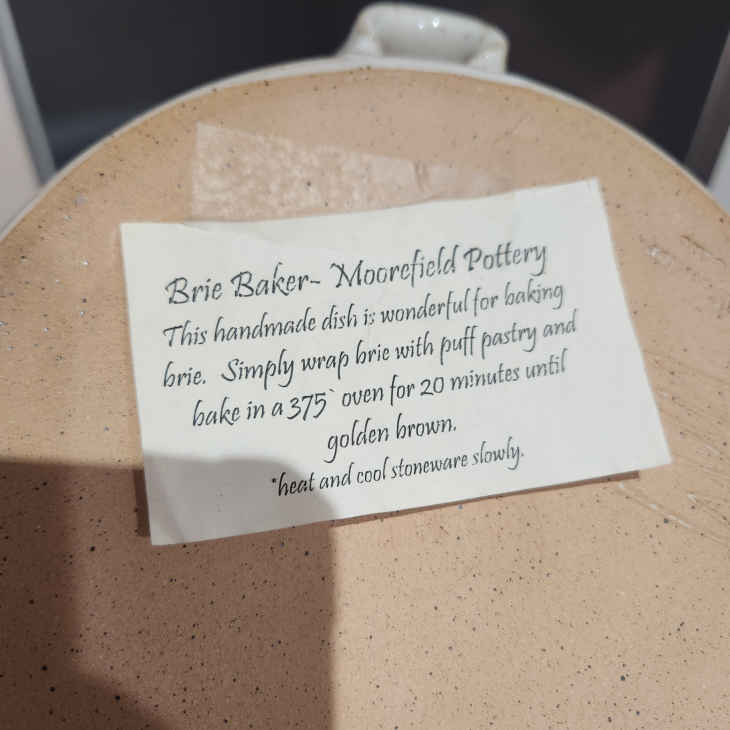 Brie Baker- Moorefield Pottery
This handmade dish is wonderful for baking
brie. Simply wrap brie with puff pastry and
bake in a 375` oven for 20 minutes until
golden brown.
*heat and cool stoneware slowly.